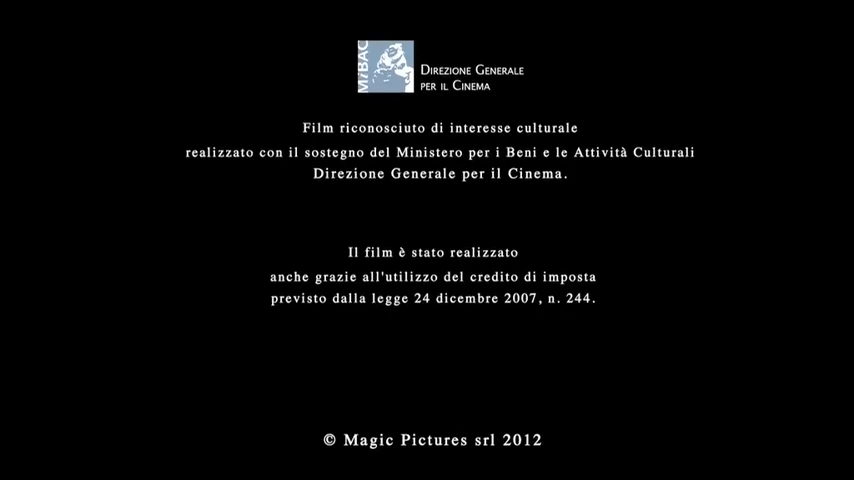 MiBAC
DIREZIONE GENERALE
PER IL CINEMA
Film riconosciuto di interesse culturale
realizzato con il sostegno del Ministero per i Beni e le Attività Culturali
Direzione Generale per il Cinema.
Il film è stato realizzato
anche grazie all'utilizzo del credito di imposta
previsto dalla legge 24 dicembre 2007, n. 244.
© Magic Pictures srl 2012